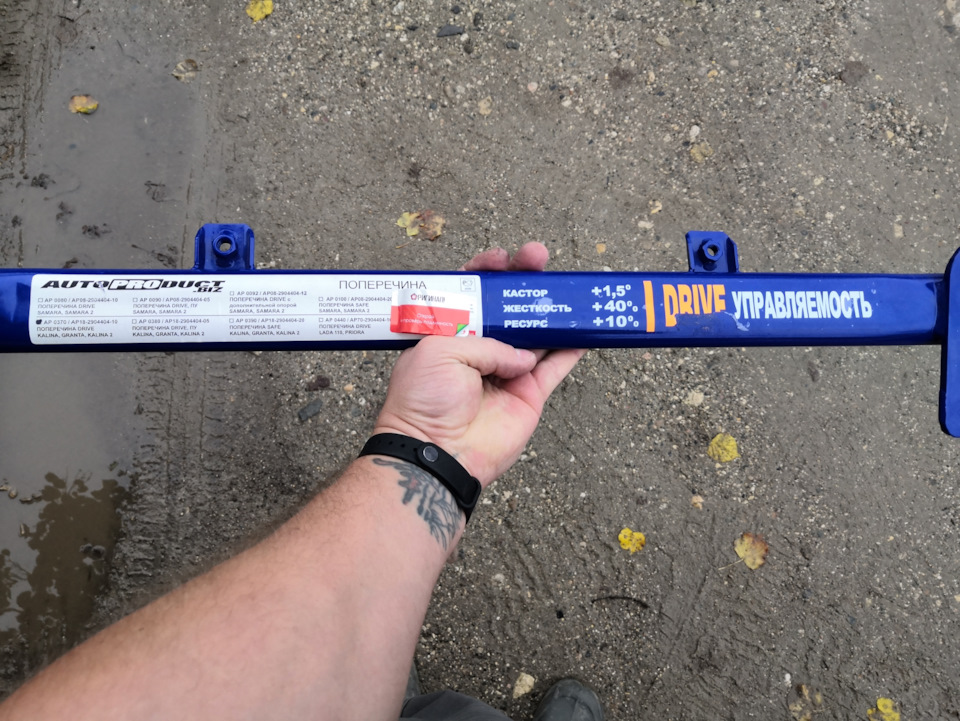 AUTOPRODUCT.BIZ
ПОПЕРЕЧИНА
AP 0080 / AP08-2904404-10
ПОПЕРЕЧИНА DRIVE
SAMARA, SAMARA 2
AP 0090 / AP08-2904404-05
ПОПЕРЕЧИНА DRIVE, ПУ
SAMARA, SAMARA 2
AP 0092 / AP08-2904404-12
ПОПЕРЕЧИНА DRIVE с
дополнительной опорой
SAMARA, SAMARA 2
AP 0100 / AP08-2904404-20
ПОПЕРЕЧИНА SAFE
SAMARA, SAMARA 2
AP 0370 / AP18-2904404-10
ПОПЕРЕЧИНА DRIVE
KALINA, GRANTA, KALINA 2
AP 0380 / AP18-2904404-05
ПОПЕРЕЧИНА DRIVE, ПУ
KALINA, GRANTA, KALINA 2
AP 0390 / AP18-2904404-20
ПОПЕРЕЧИНА SAFE
KALINA, GRANTA, KALINA 2
AP 0440 / AP70-2904404-10
ПОПЕРЕЧИНА DRIVE
LADA 110, PRIORA
ОРИГИНАЛ
КАСТОР +1,5°
ЖЕСТКОСТЬ +40%
РЕСУРС +10%
DRIVE УПРАВЛЯЕМОСТЬ